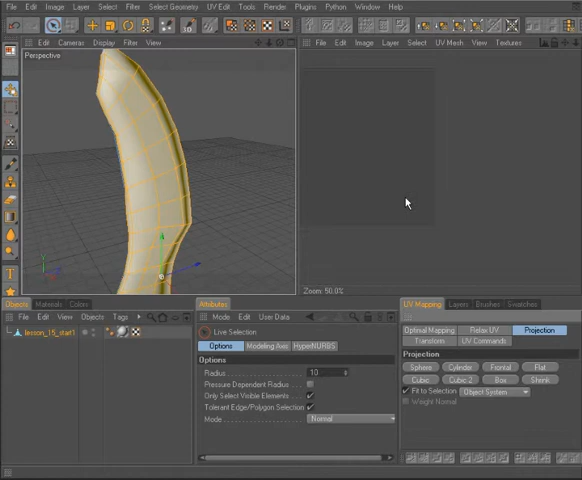 File Edit Image Layer Select Filter Select Geometry UV Edit Tools Render Plugins Python Window Help
Edit Cameras Display Filter View
File Edit Image Layer Select UV Mesh View Textures
Perspective
Zoom: 50.0%
Objects Materials Colors
File Edit View Objects Tags
lesson_15_start1
Attributes
Mode Edit User Data
Live Selection
Options Modeling Axis HyperNURBS
Options
Radius 10
Pressure Dependent Radius
Only Select Visible Elements
Tolerant Edge/Polygon Selection
Mode Normal
UV Mapping Layers Brushes Swatches
Optimal Mapping Relax UV Projection
Transform UV Commands
Projection
Sphere Cylinder Frontal Flat
Cubic Cubic 2 Box Shrink
Fit to Selection Object System
Weight Normal
X
Y